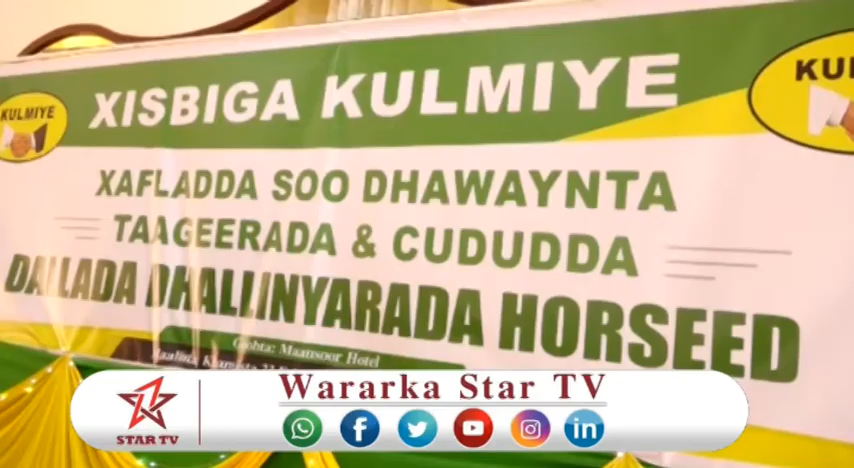 XISBIGA KULMIYE
KULMIYE
XAFLADDA SOO DHAWAYNTA
TAAGEERADA & CUDUDDA
DALLADA DHALLINYARADA HORSEED
Goobta: Maansoor Hotel
STAR TV
Wararka Star TV